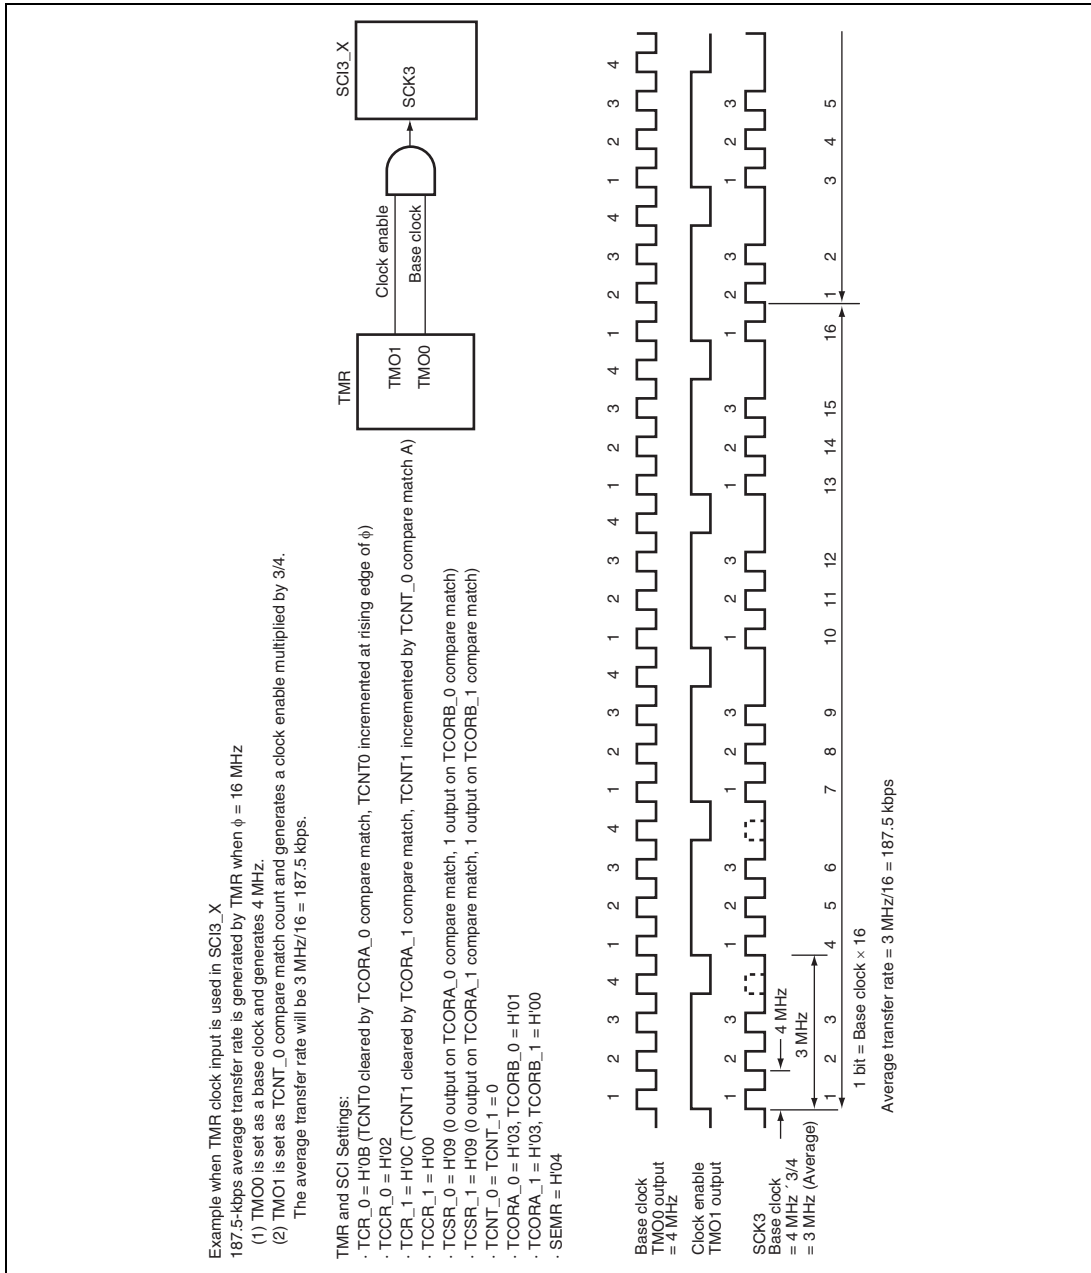 Example when TMR clock input is used in SCI3_X
187.5-kbps average transfer rate is generated by TMR when ϕ = 16 MHz
(1) TMO0 is set as a base clock and generates 4 MHz.
(2) TMO1 is set as TCNT_0 compare match count and generates a clock enable multiplied by 3/4.
The average transfer rate will be 3 MHz/16 = 187.5 kbps.
TMR and SCI Settings:
· TCR_0 = H'0B (TCNT0 cleared by TCORA_0 compare match, TCNT0 incremented at rising edge of ϕ)
· TCCR_0 = H'02
· TCR_1 = H'0C (TCNT1 cleared by TCORA_1 compare match, TCNT1 incremented by TCNT_0 compare match A)
· TCCR_1 = H'00
· TCSR_0 = H'09 (0 output on TCORA_0 compare match, 1 output on TCORB_0 compare match)
· TCSR_1 = H'09 (0 output on TCORA_1 compare match, 1 output on TCORB_1 compare match)
· TCNT_0 = TCNT_1 = 0
· TCORA_0 = H'03, TCORB_0 = H'01
· TCORA_1 = H'03, TCORB_1 = H'00
· SEMR = H'04
TMR
TMO1
TMO0
Clock enable
Base clock
SCI3_X
SCK3
Base clock
TMO0 output
= 4 MHz
1 2 3 4 1 2 3 4 1 2 3 4 1 2 3 4 1 2 3 4 1 2 3 4 1 2 3 4
Clock enable
TMO1 output
SCK3
Base clock
= 4 MHz ´ 3/4
= 3 MHz (Average)
1 2 3 1 2 3 1 2 3 1 2 3 1 2 3 1 2 3 1 2 3
4 MHz
3 MHz
1 2 3 4 5 6 7 8 9 10 11 12 13 14 15 16 1 2 3 4 5
1 bit = Base clock × 16
Average transfer rate = 3 MHz/16 = 187.5 kbps